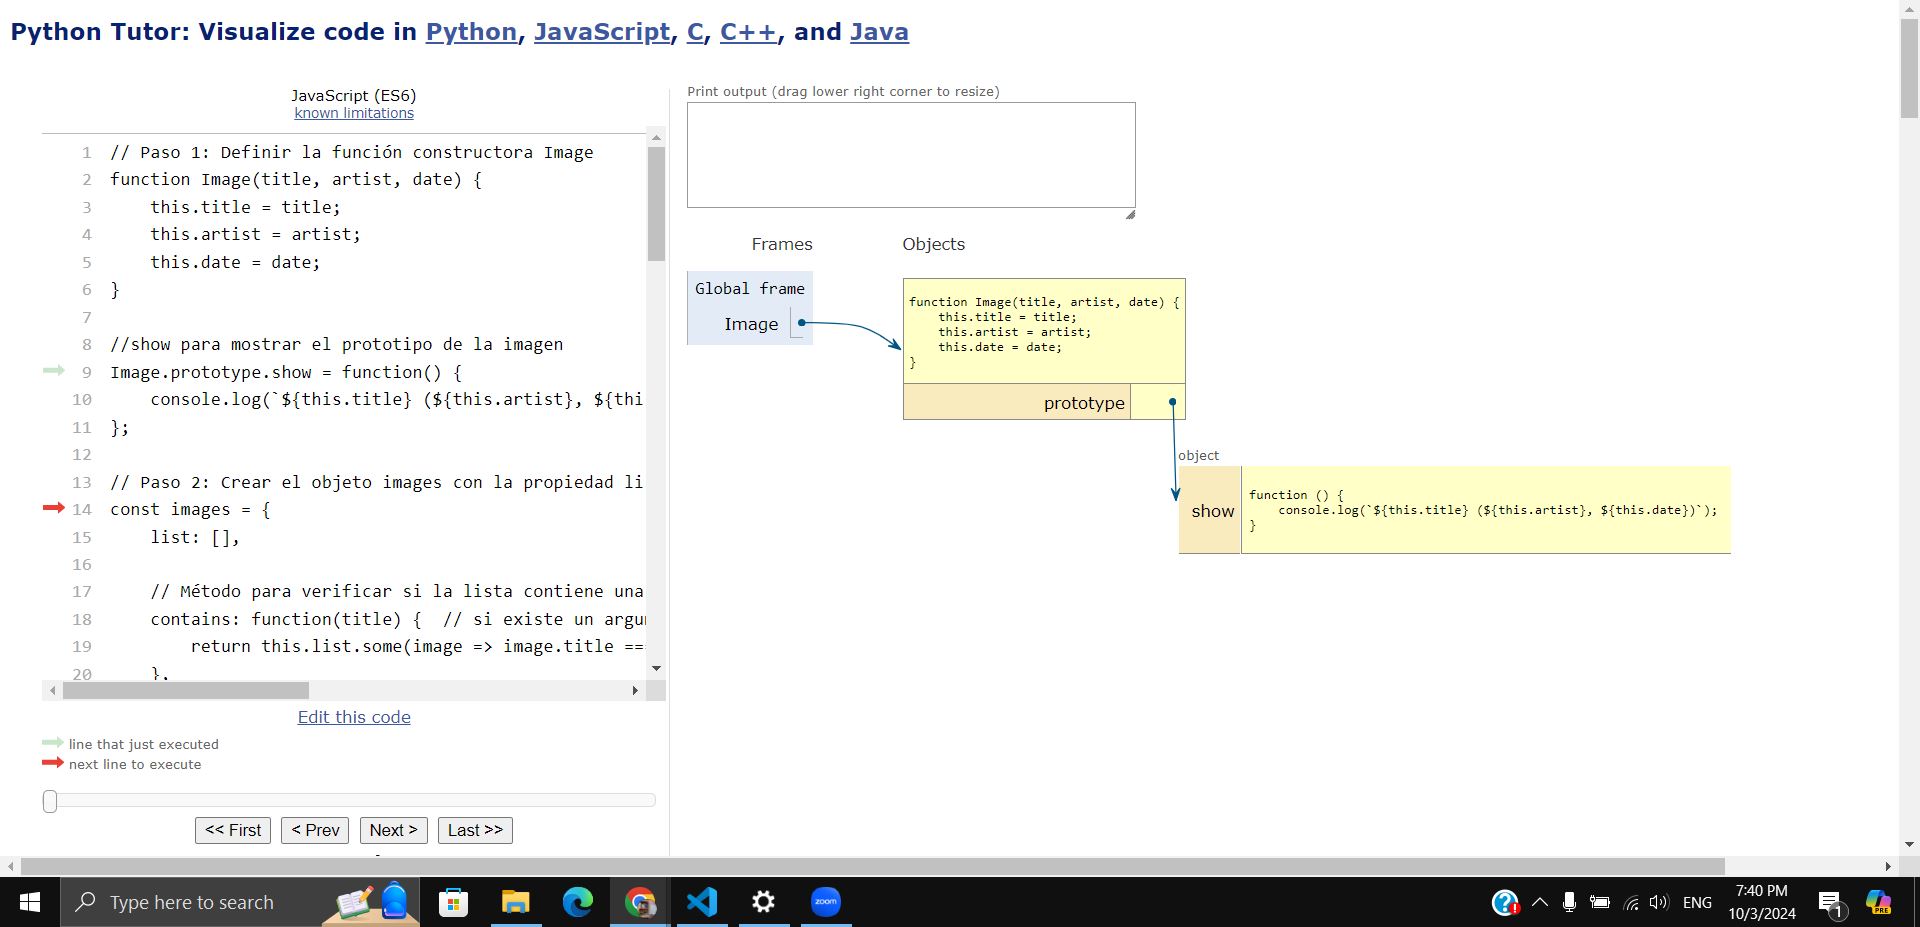 Python Tutor: Visualize code in Python, JavaScript, C, C++, and Java
JavaScript (ES6)
known limitations
1 // Paso 1: Definir la función constructora Image
2 function Image(title, artist, date) {
3 this.title = title;
4 this.artist = artist;
5 this.date = date;
6 }
7
8 //show para mostrar el prototipo de la imagen
9 Image.prototype.show = function() {
10 console.log(`${this.title} (${this.artist}, ${thi
11 };
12
13 // Paso 2: Crear el objeto images con la propiedad li
14 const images = {
15 list: [],
16
17 // Método para verificar si la lista contiene una
18 contains: function(title) { // si existe un argu
19 return this.list.some(image => image.title ==
20 },
Edit this code
line that just executed
next line to execute
<< First
< Prev
Next >
Last >>
Print output (drag lower right corner to resize)
Frames
Objects
Global frame
Image
function Image(title, artist, date) {
this.title = title;
this.artist = artist;
this.date = date;
}
prototype
object
show
function () {
console.log(`${this.title} (${this.artist}, ${this.date})`);
}
Type here to search
zoom
ENG
7:40 PM
10/3/2024
1
PRE